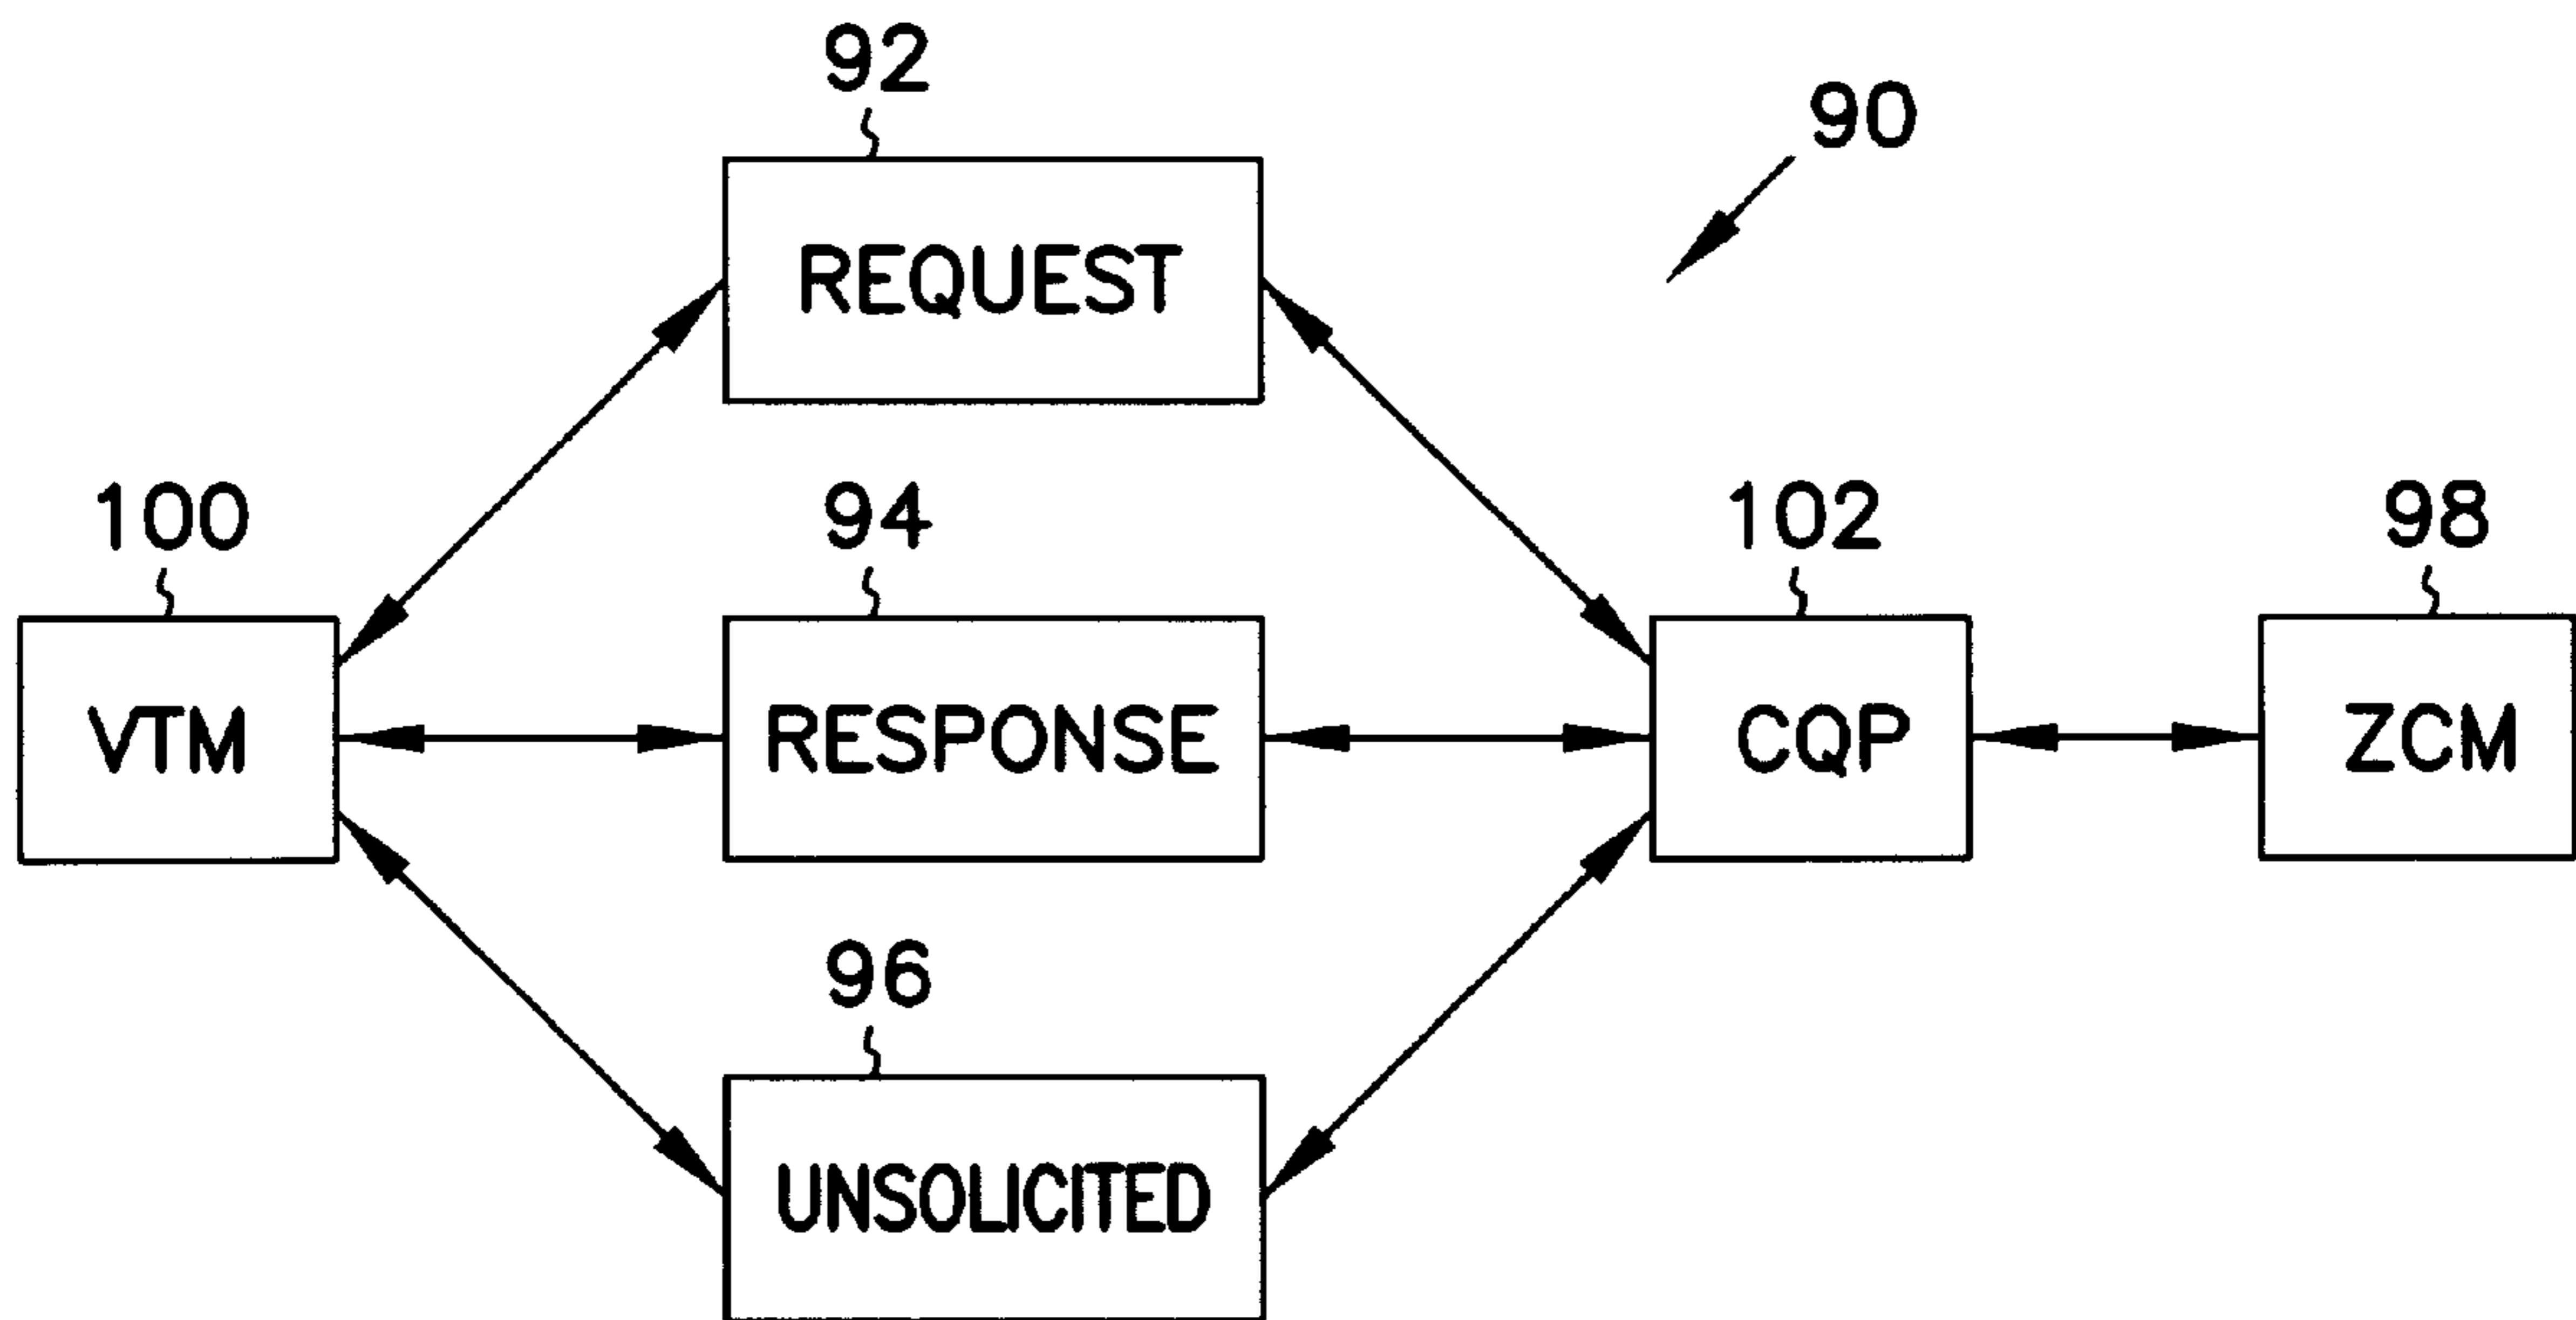 92
90
REQUEST
100
94
102
98
VTM
RESPONSE
CQP
ZCM
96
UNSOLICITED